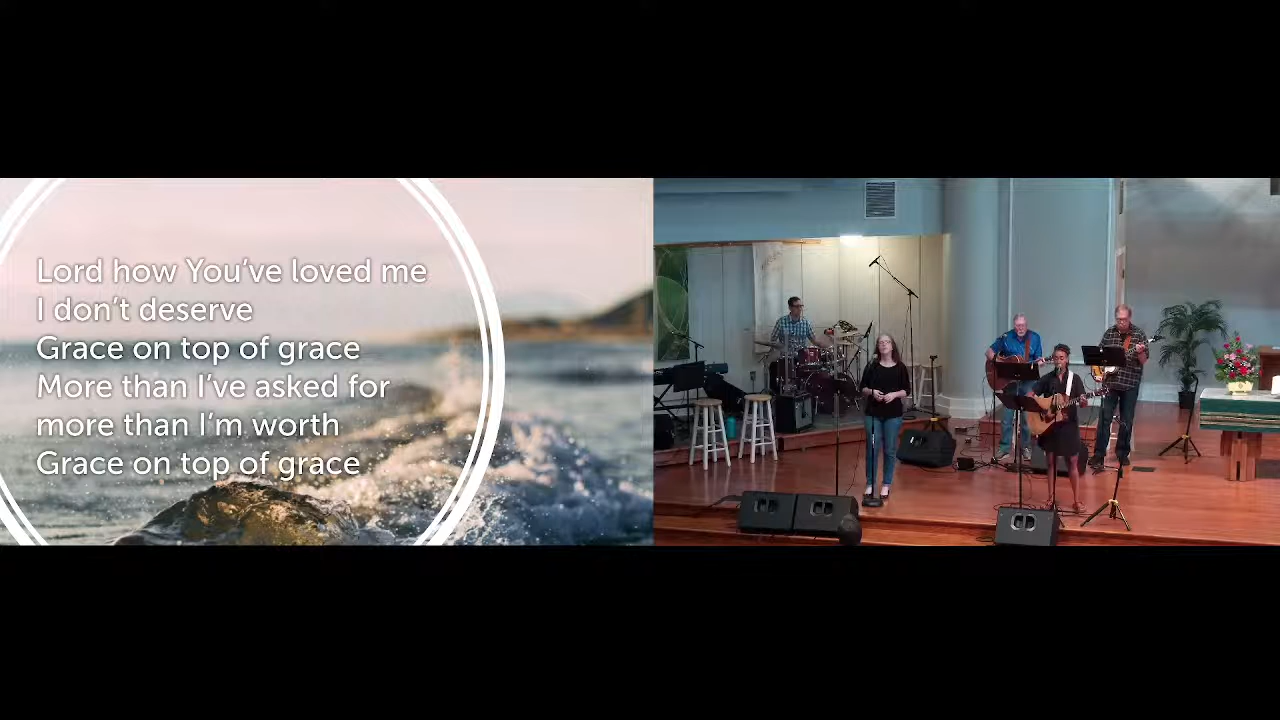 Lord how You've loved me
I don't deserve
Grace on top of grace
More than I've asked for
more than I'm worth
Grace on top of grace